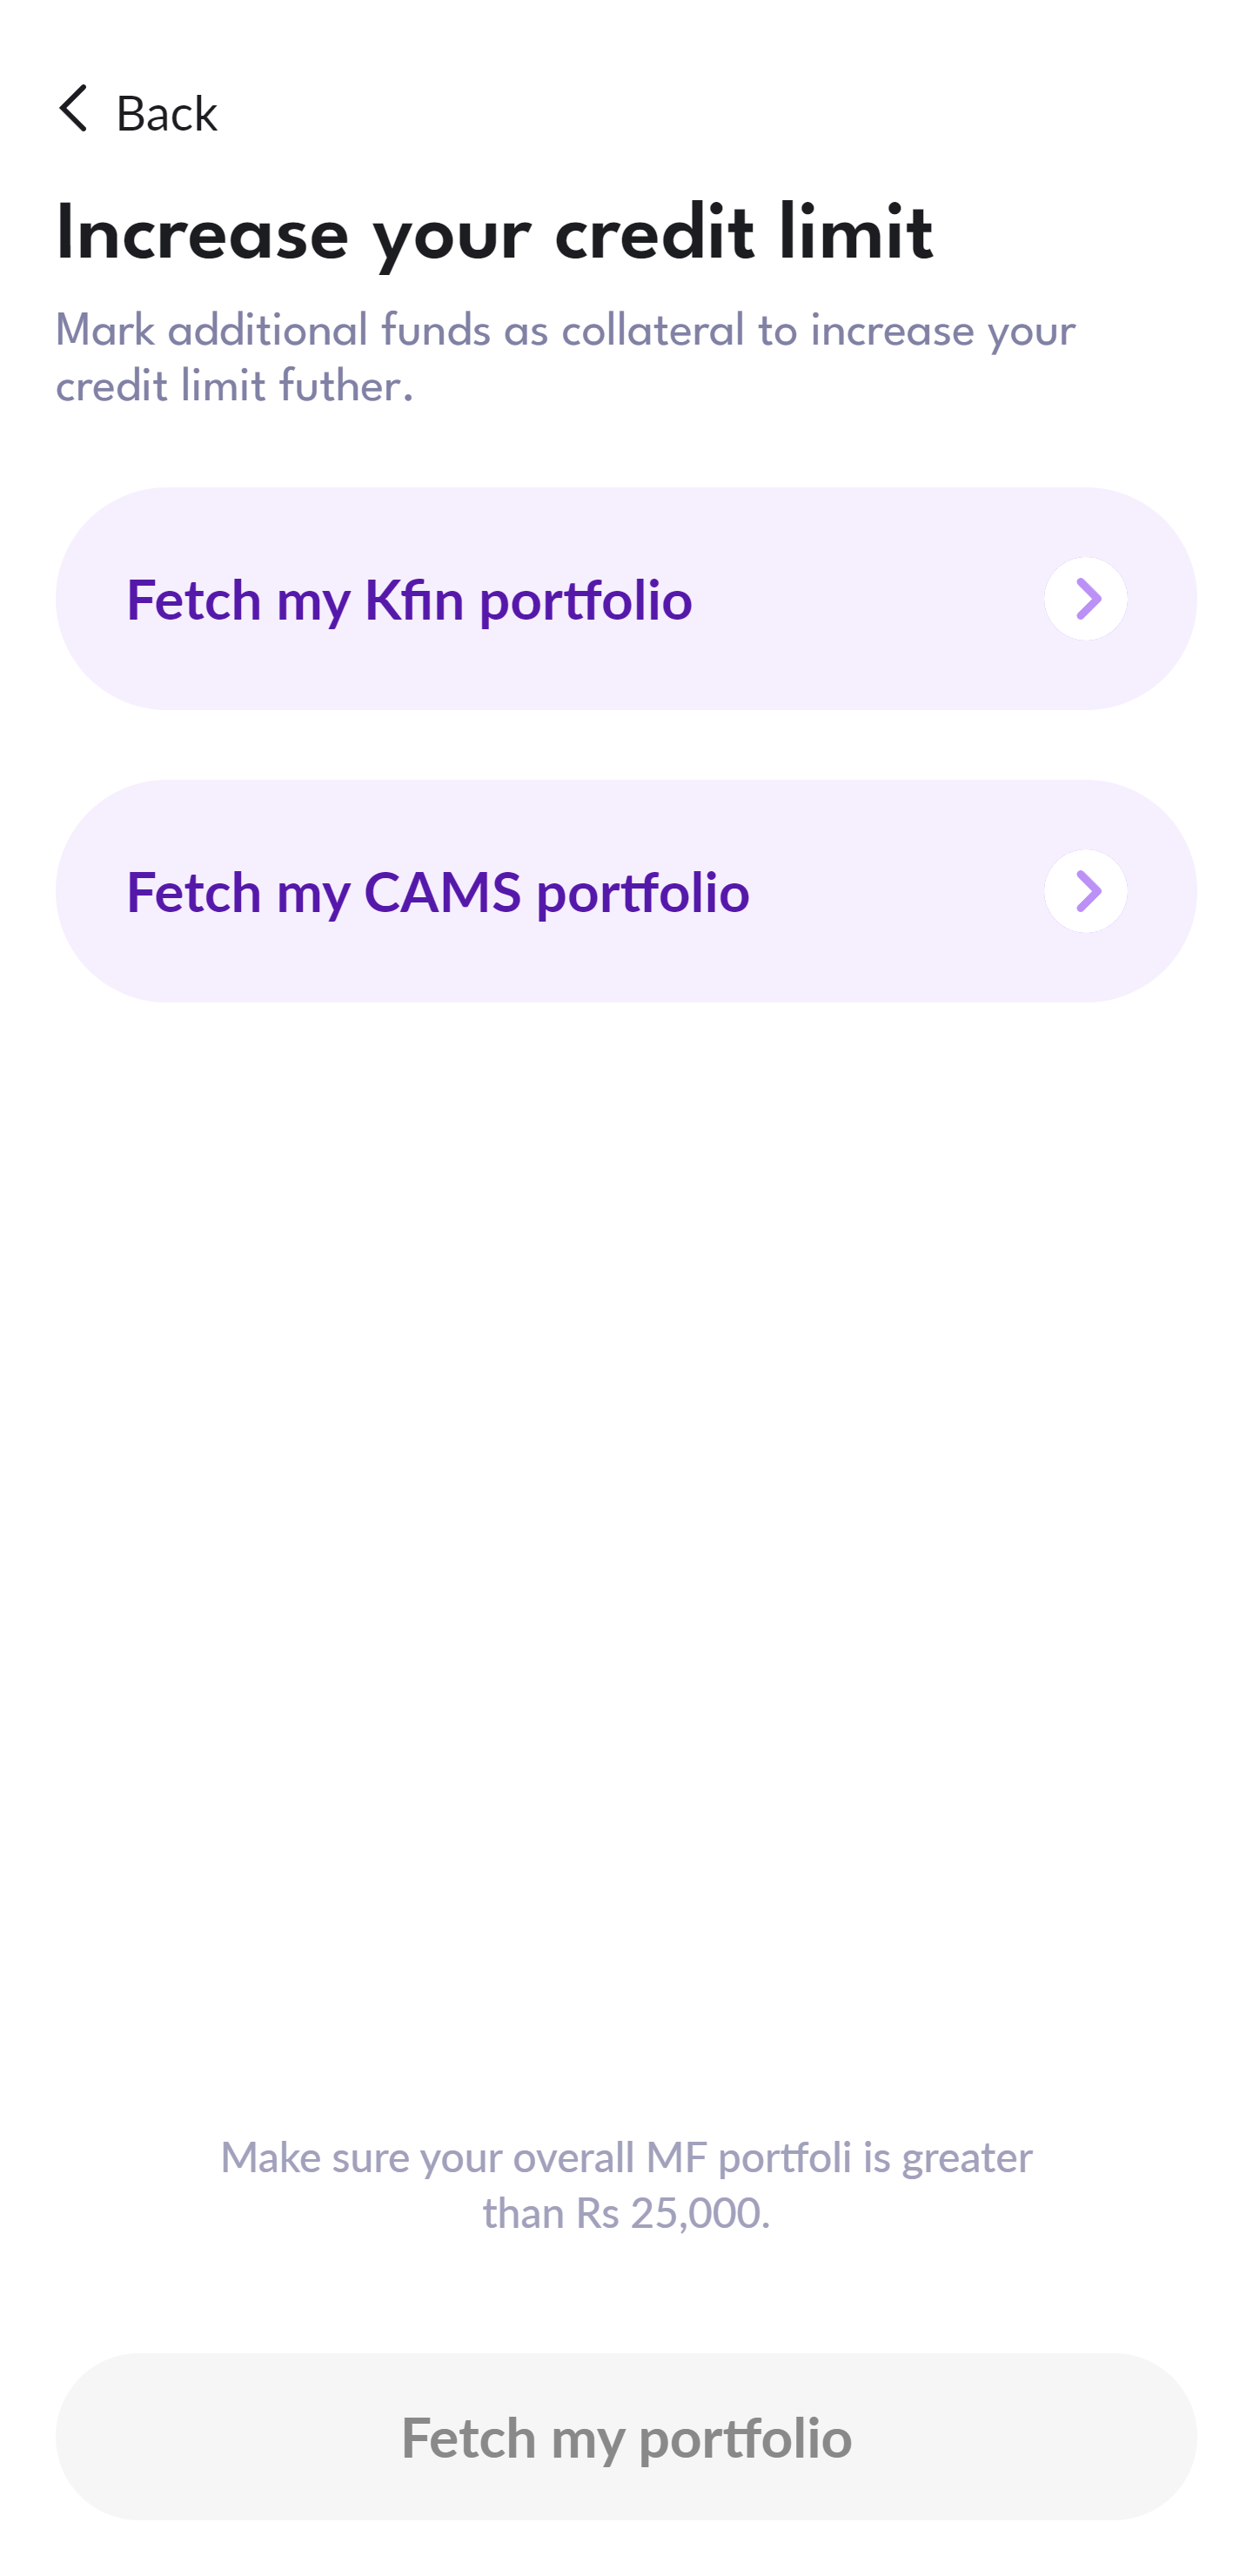 Back
Increase your credit limit
Mark additional funds as collateral to increase your
credit limit futher.
Fetch my Kfin portfolio
Fetch my CAMS portfolio
Make sure your overall MF portfoli is greater
than Rs 25,000.
Fetch my portfolio